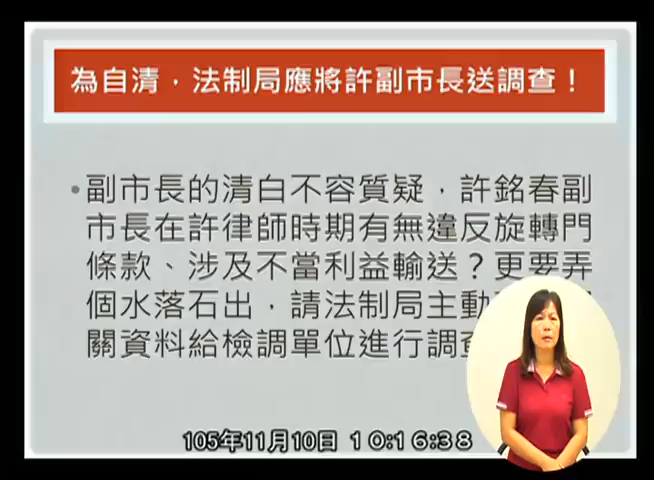 為自清，法制局應將許副市長送調查！
•副市長的清白不容質疑，許銘春副
市長在許律師時期有無違反旋轉門
條款、涉及不當利益輸送？更要弄
個水落石出，請法制局主動
關資料給檢調單位進行調查
105年11月10日 10:16:38